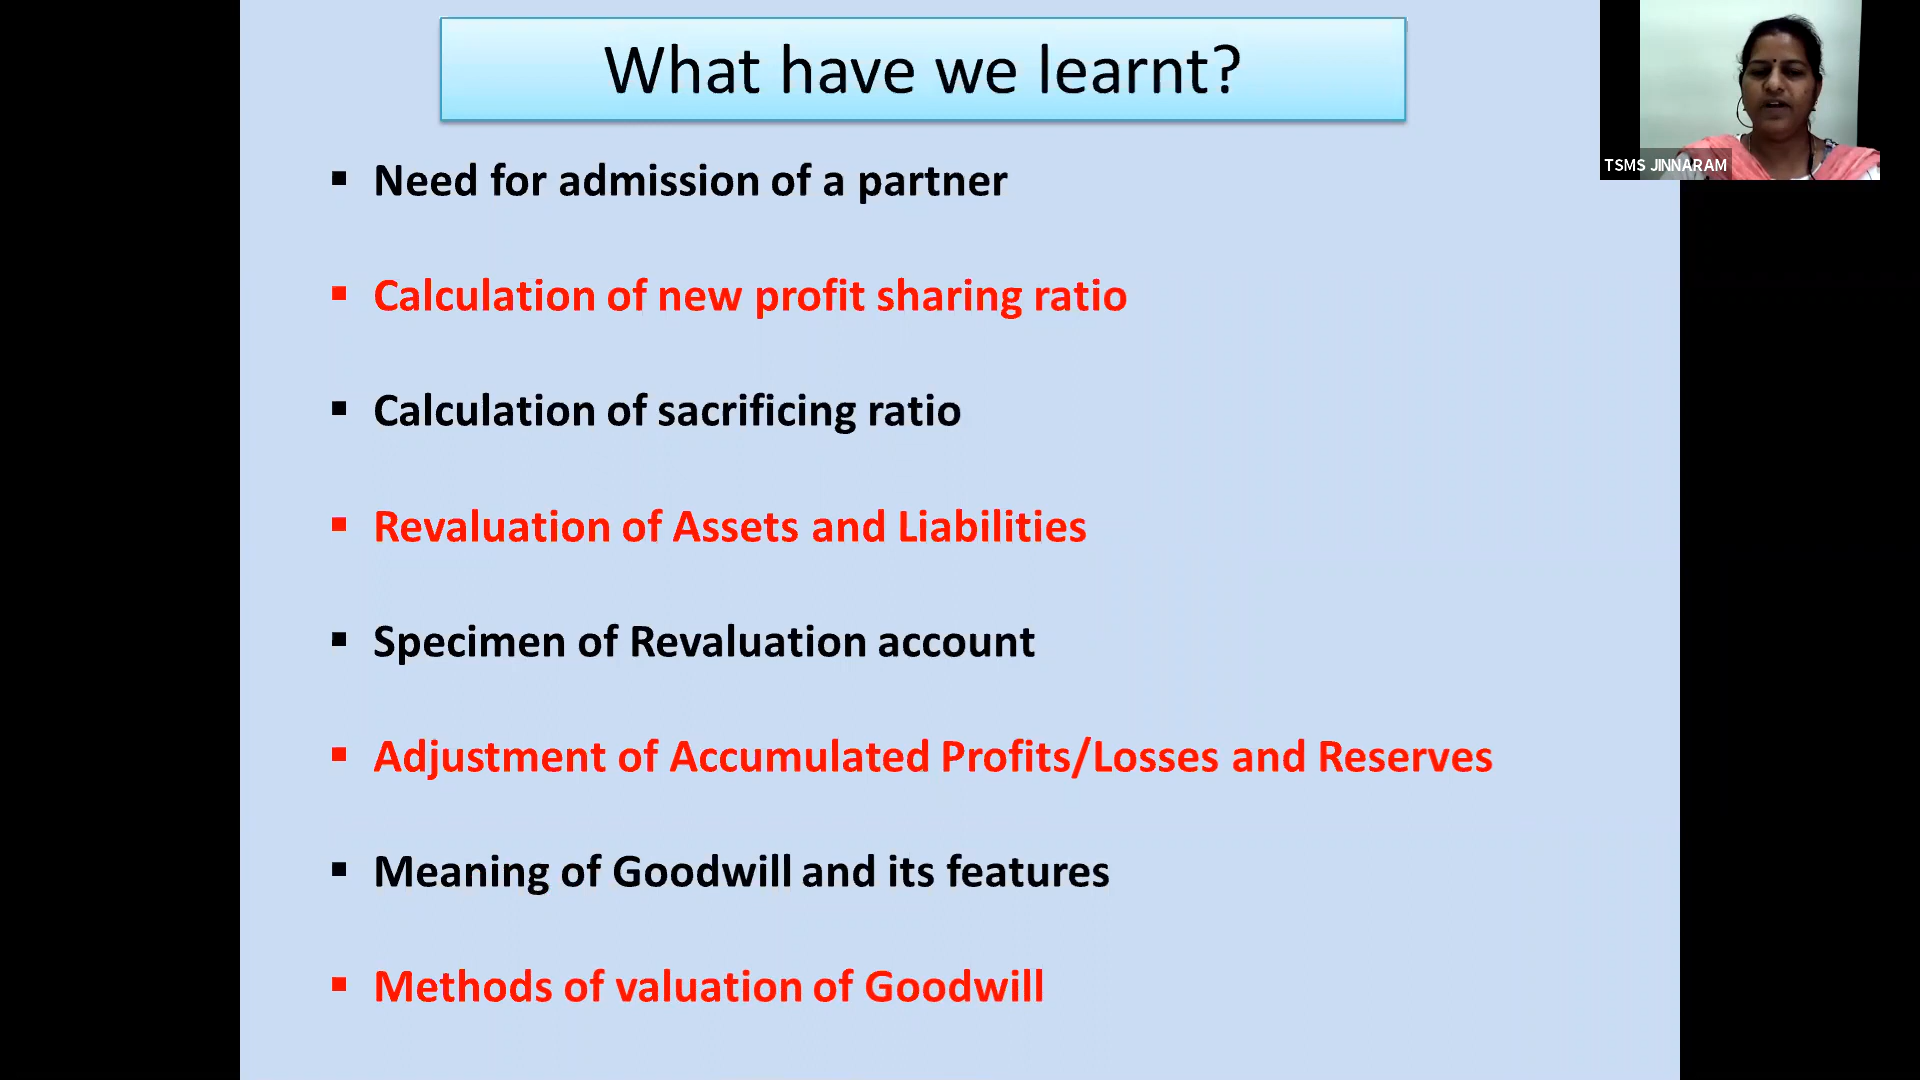 What have we learnt?
TSMS JINNARAM
▪ Need for admission of a partner
▪ Calculation of new profit sharing ratio
▪ Calculation of sacrificing ratio
▪ Revaluation of Assets and Liabilities
▪ Specimen of Revaluation account
▪ Adjustment of Accumulated Profits/Losses and Reserves
▪ Meaning of Goodwill and its features
▪ Methods of valuation of Goodwill